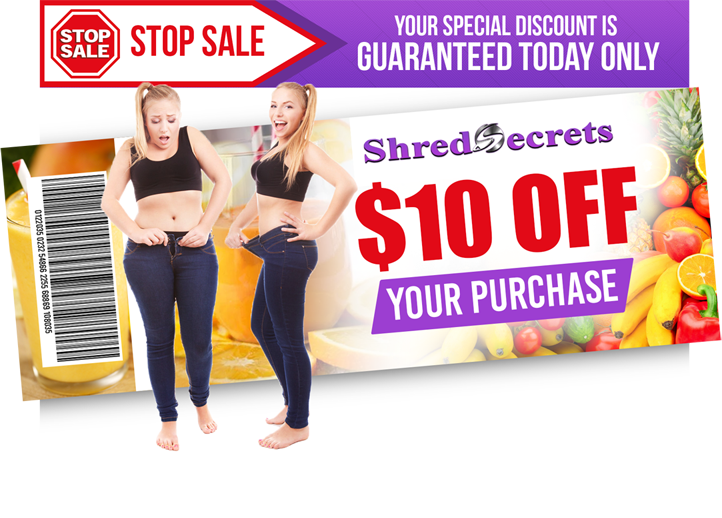 STOP
SALE
STOP SALE
YOUR SPECIAL DISCOUNT IS
GUARANTEED TODAY ONLY
ShredSecrets
$10 OFF
YOUR PURCHASE